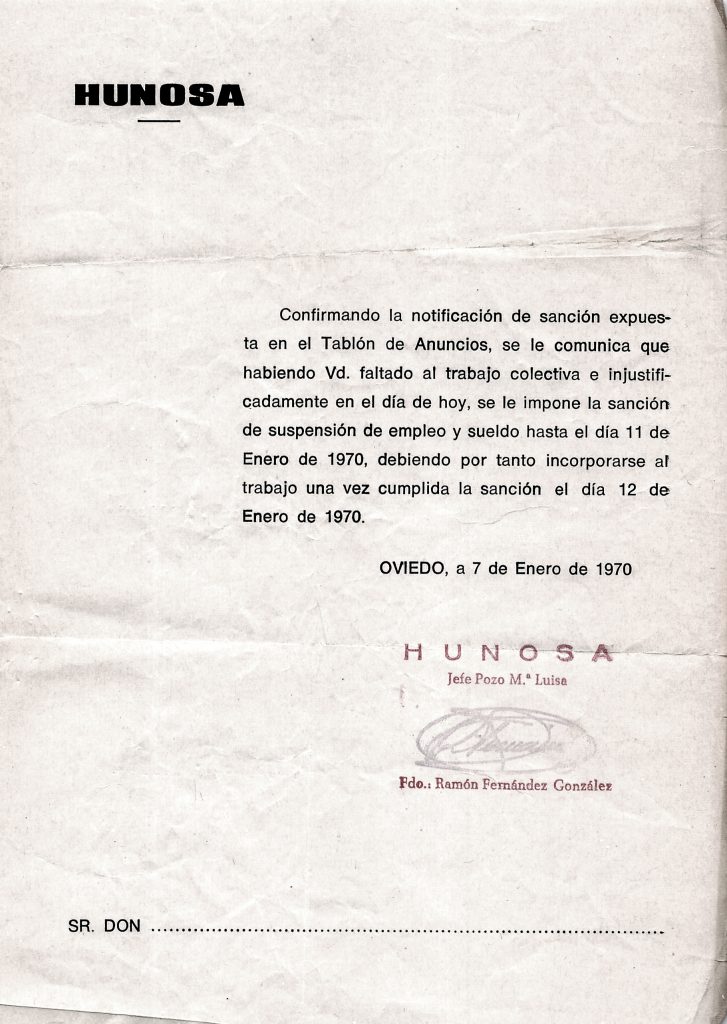 HUNOSA
Confirmando la notificación de sanción expues-
ta en el Tablón de Anuncios, se le comunica que
habiendo Vd. faltado al trabajo colectiva e injustifi-
cadamente en el día de hoy, se le impone la sanción
de suspensión de empleo y sueldo hasta el día 11 de
Enero de 1970, debiendo por tanto incorporarse al
trabajo una vez cumplida la sanción el día 12 de
Enero de 1970.
OVIEDO, a 7 de Enero de 1970
HUNOSA
Jefe Pozo M.ª Luisa
Fdo.: Ramón Fernández González
SR. DON ........................................................................